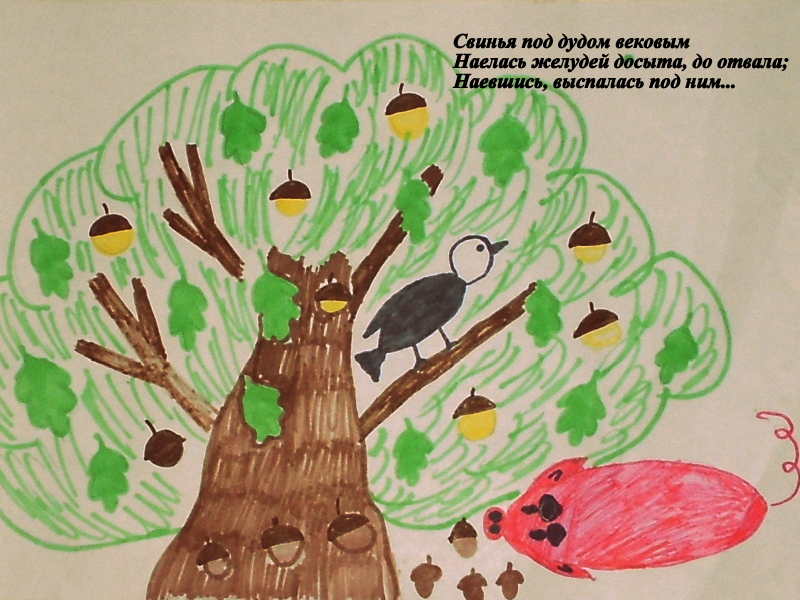 Свинья под дудом вековым
Наелась желудей досыта, до отвала;
Наевшись, выспалась под ним...